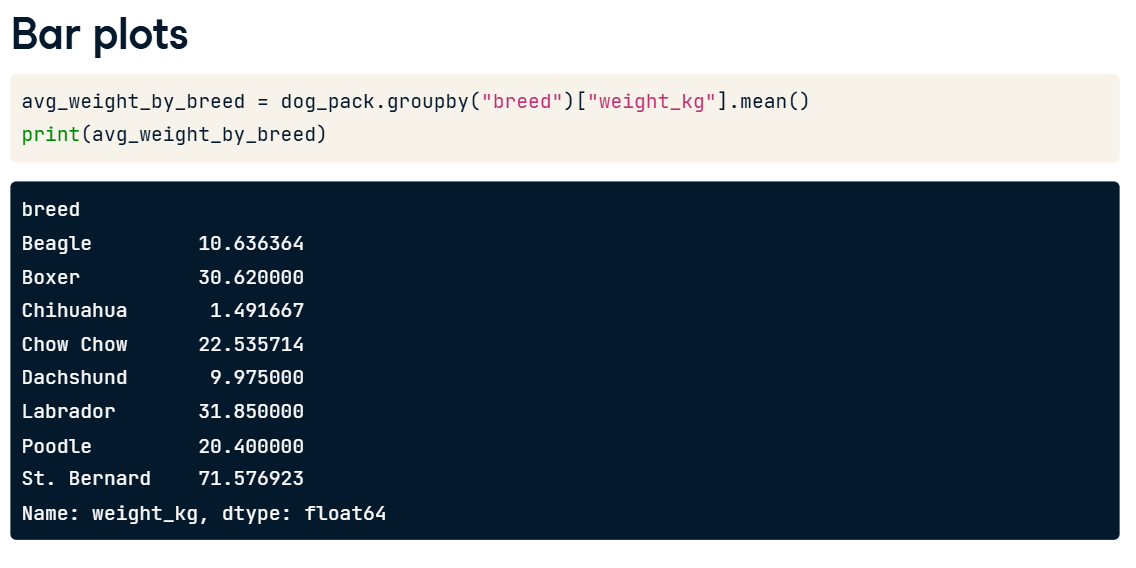 Bar plots
avg_weight_by_breed = dog_pack.groupby("breed")["weight_kg"].mean()
print(avg_weight_by_breed)
breed
Beagle         10.636364
Boxer          30.620000
Chihuahua       1.491667
Chow Chow      22.535714
Dachshund       9.975000
Labrador       31.850000
Poodle         20.400000
St. Bernard    71.576923
Name: weight_kg, dtype: float64